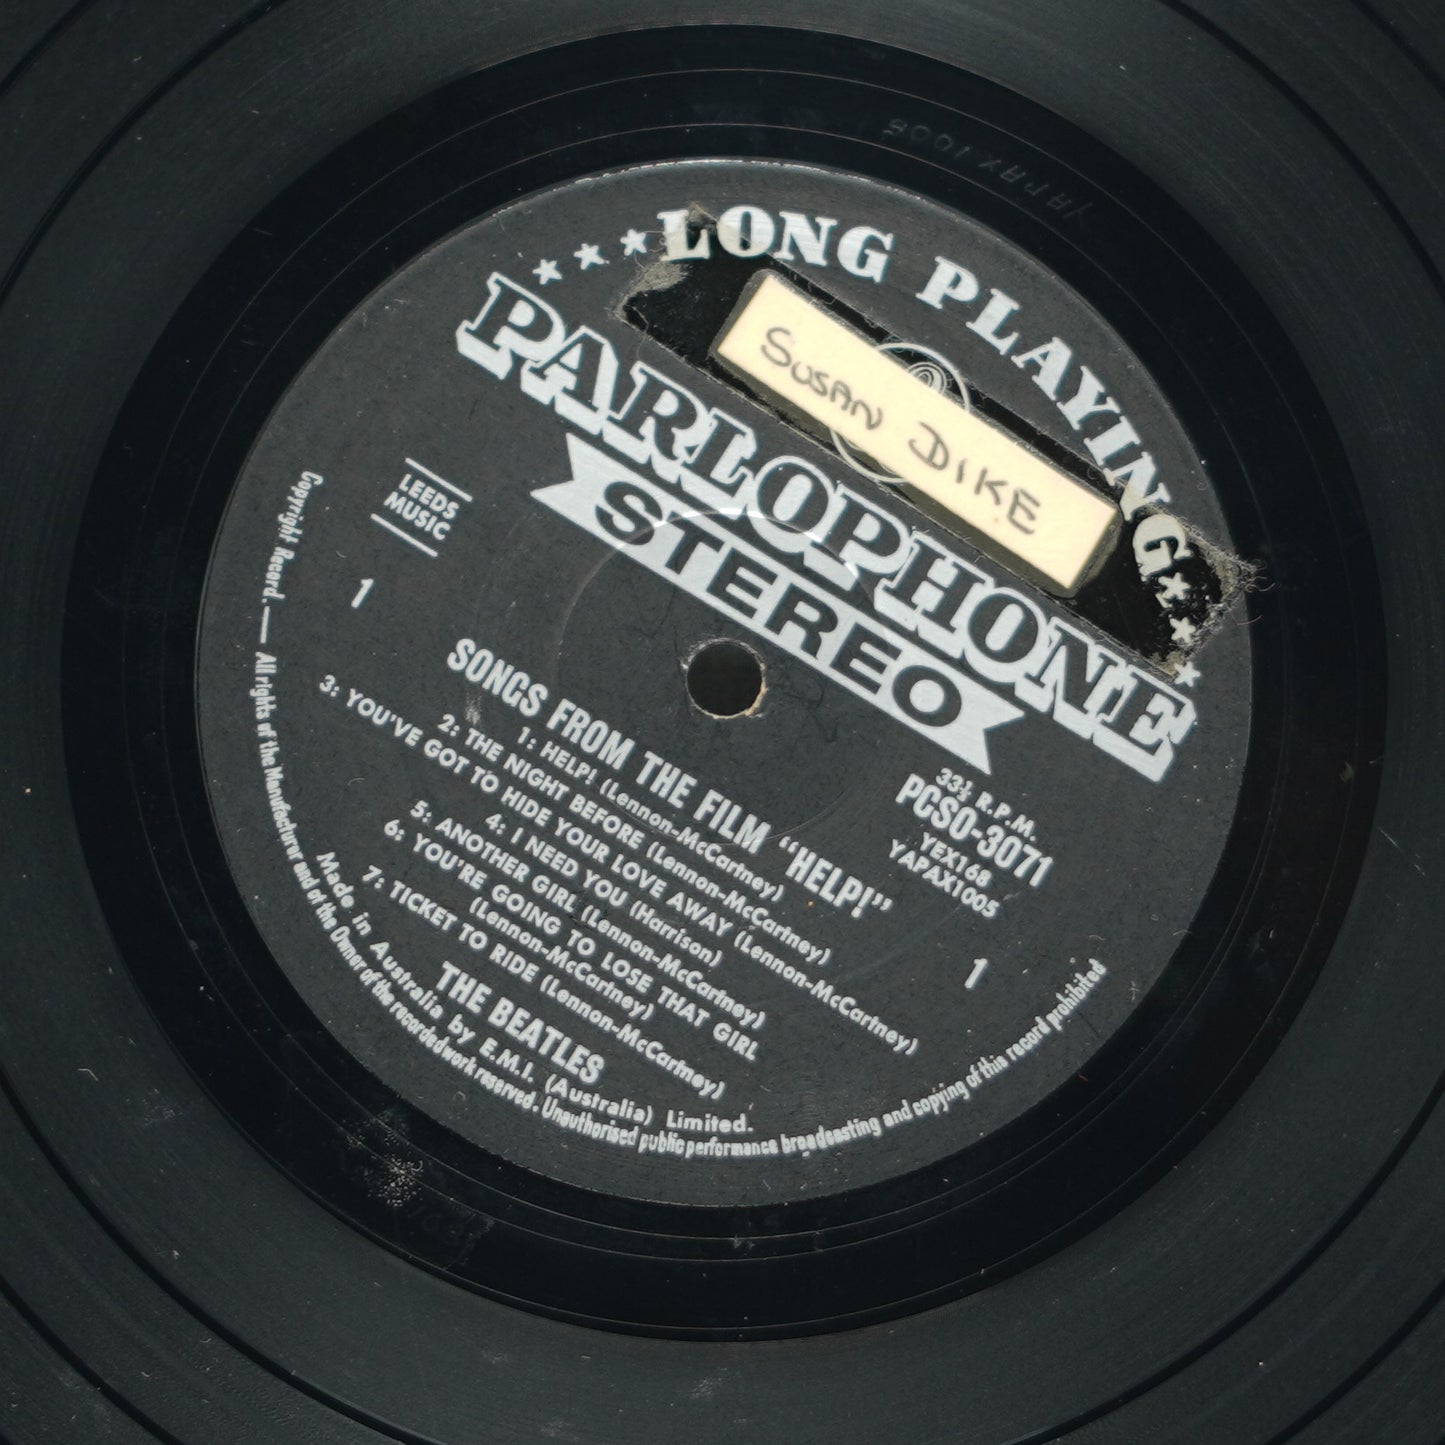 ★ ★ ★ LONG PLAYING ★ ★ ★
SUSAN DIKE
PARLOPHONE
STEREO
LEEDS
MUSIC
1
33⅓ R.P.M.
PCSO-3071
YEX168
YAPAX1005
1
SONGS FROM THE FILM “HELP!”
1: HELP! (Lennon-McCartney)
2: THE NIGHT BEFORE (Lennon-McCartney)
3: YOU'VE GOT TO HIDE YOUR LOVE AWAY (Lennon-McCartney)
4: I NEED YOU (Harrison)
5: ANOTHER GIRL (Lennon-McCartney)
6: YOU'RE GOING TO LOSE THAT GIRL
(Lennon-McCartney)
7: TICKET TO RIDE (Lennon-McCartney)
THE BEATLES
Made in Australia by E.M.I. (Australia) Limited.
Copyright Record. — All rights of the Manufacturer and of the Owner of the recorded work reserved. Unauthorised public performance broadcasting and copying of this record prohibited
YAPAX 1005